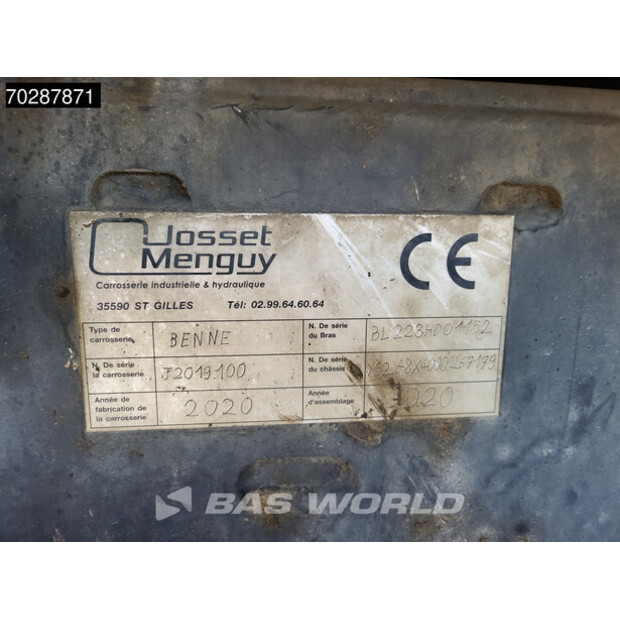 70287871
Josset
Menguy
CE
Carrosserie industrielle & hydraulique
35590 ST GILLES Tél: 02.99.64.60.64
Type de carrosserie BENNE N. De série du Bras BL228HD01152
N. De série la carrosserie J2019100 N. De série du châssis
Année de fabrication de la carrosserie 2020 Année d'assemblage 2020
BAS WORLD